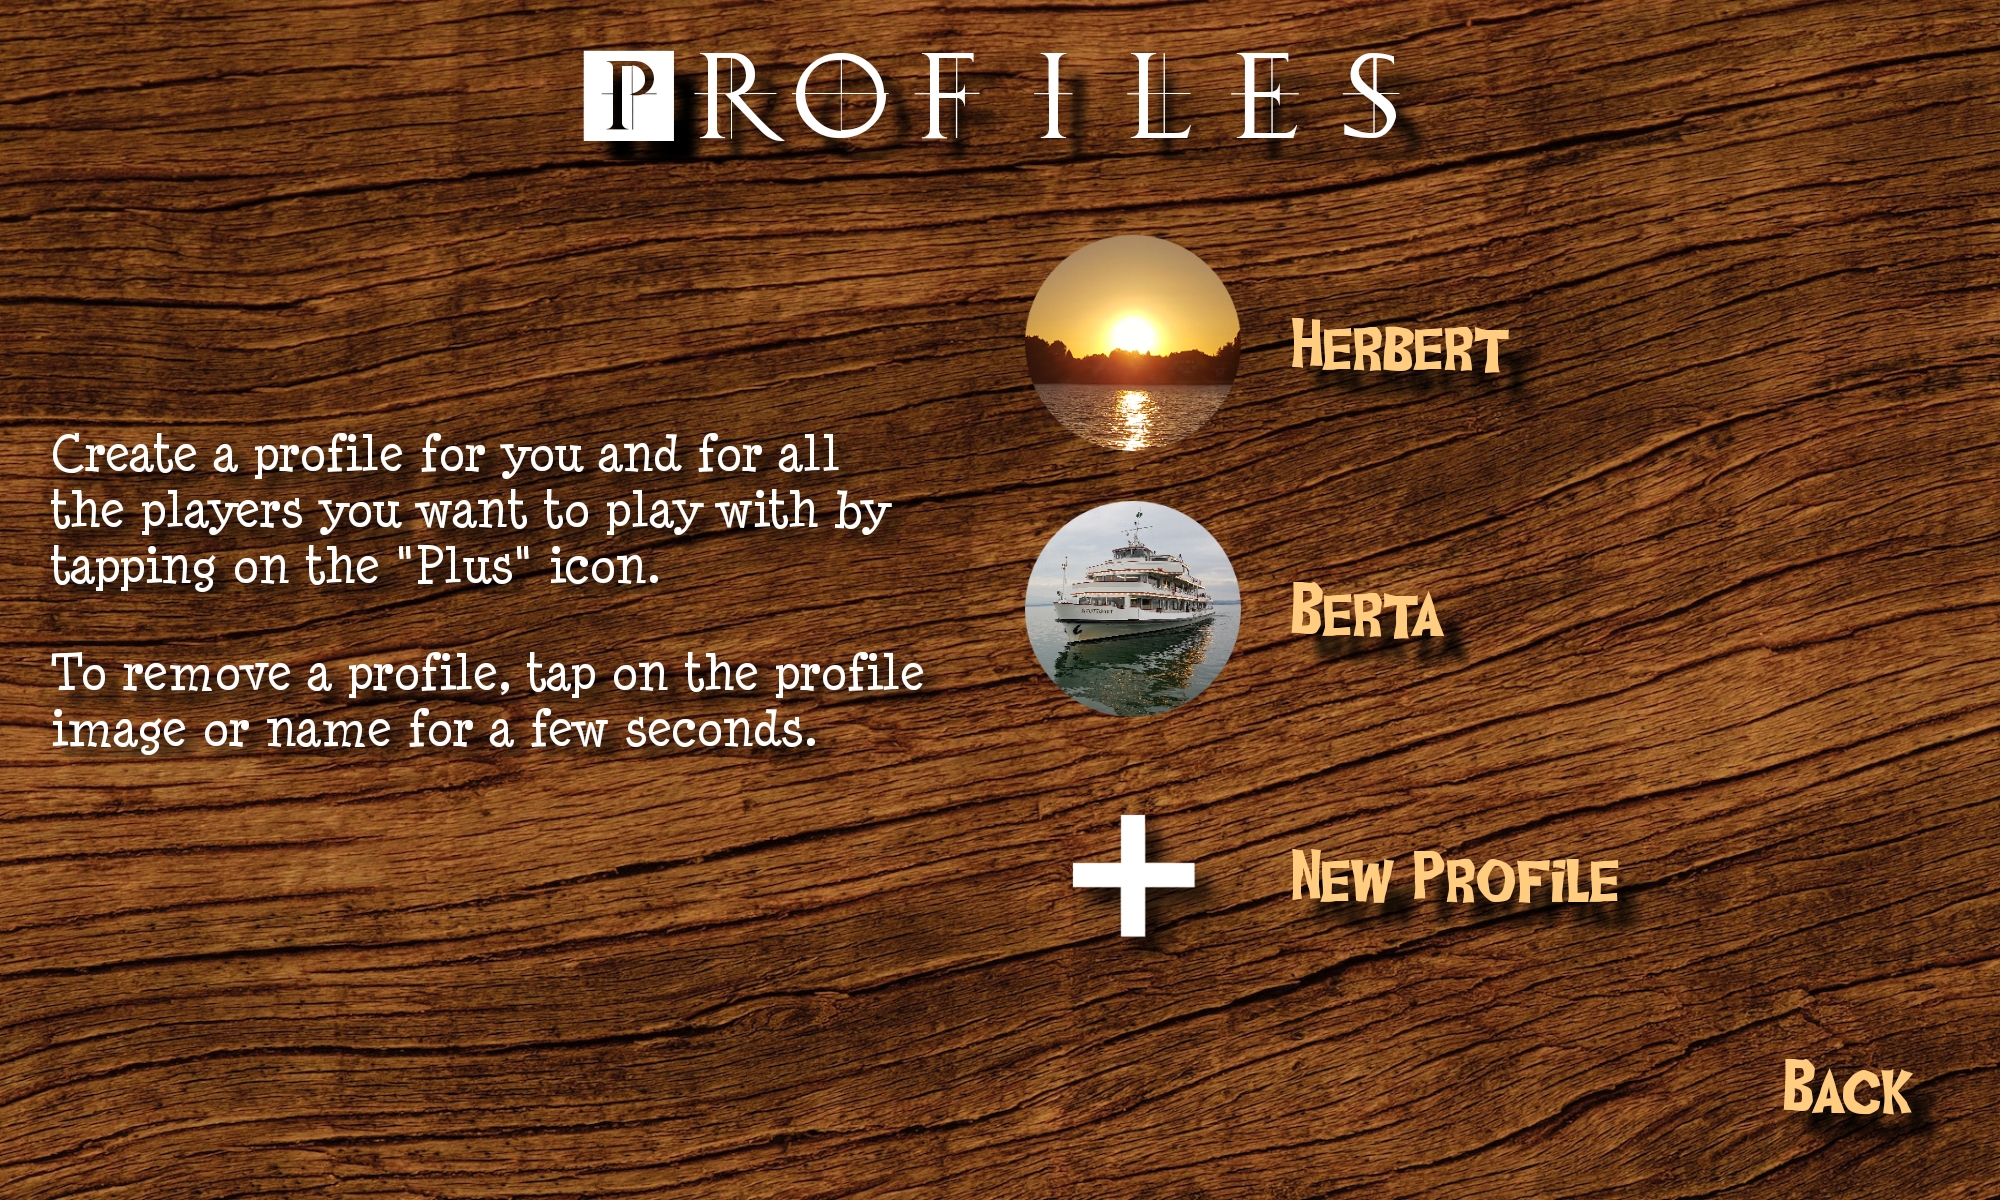 PROFILES
Create a profile for you and for all
the players you want to play with by
tapping on the "Plus" icon.
To remove a profile, tap on the profile
image or name for a few seconds.
Herbert
Berta
New Profile
Back